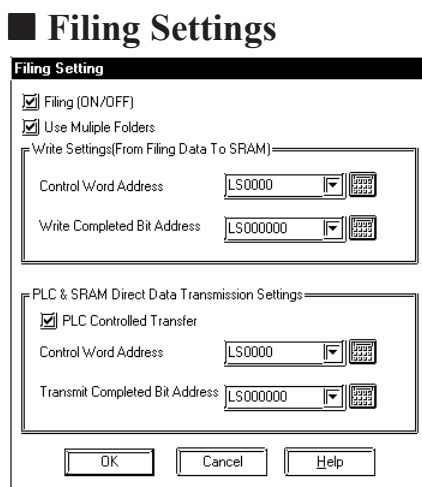 ■ Filing Settings
Filing Setting
Filing (ON/OFF)
Use Muliple Folders
Write Settings(From Filing Data To SRAM)
Control Word Address LS0000
Write Completed Bit Address LS000000
PLC & SRAM Direct Data Transmission Settings
PLC Controlled Transfer
Control Word Address LS0000
Transmit Completed Bit Address LS000000
OK Cancel Help